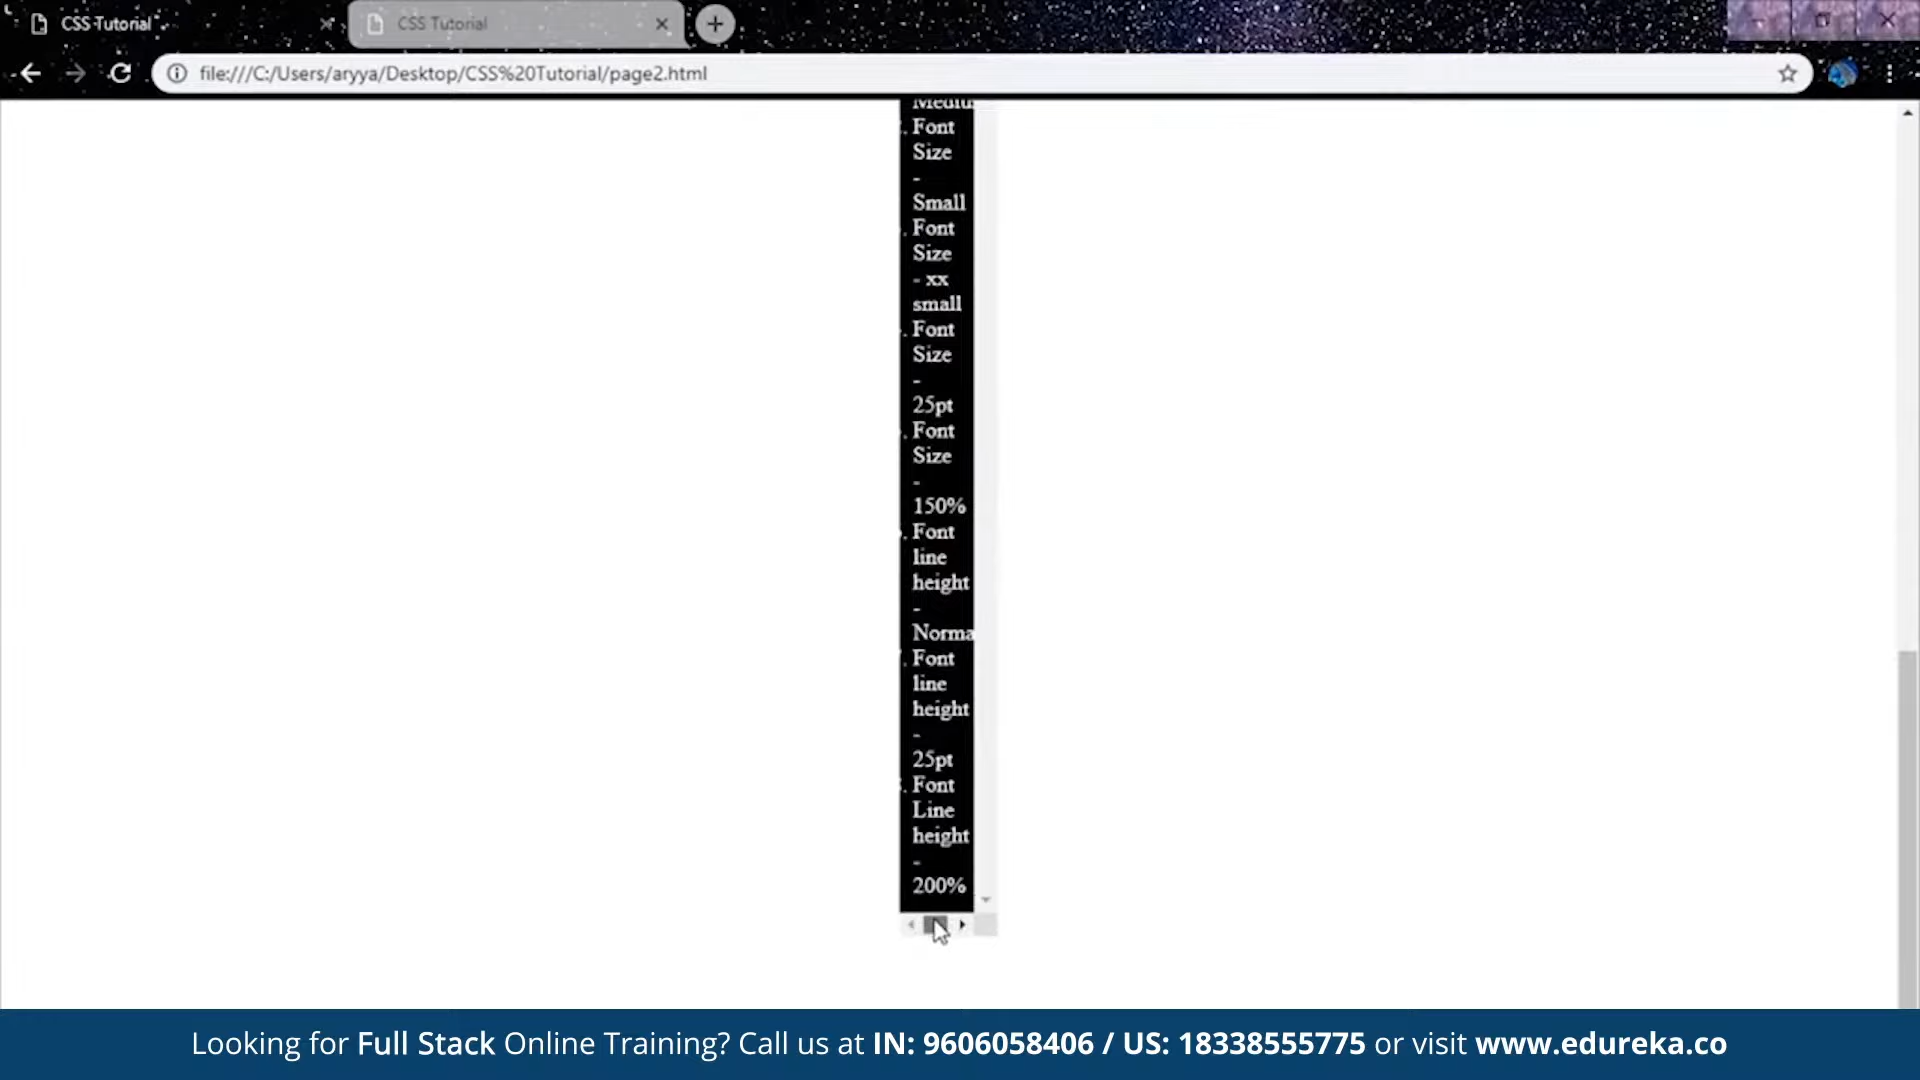 CSS Tutorial
CSS Tutorial
file:///C:/Users/aryya/Desktop/CSS%20Tutorial/page2.html
. Font
Size
-
Small
. Font
Size
- xx
small
. Font
Size
-
25pt
. Font
Size
-
150%
. Font
line
height
-
Norma
. Font
line
height
-
25pt
. Font
Line
height
-
200%
Looking for Full Stack Online Training? Call us at IN: 9606058406 / US: 18338555775 or visit www.edureka.co